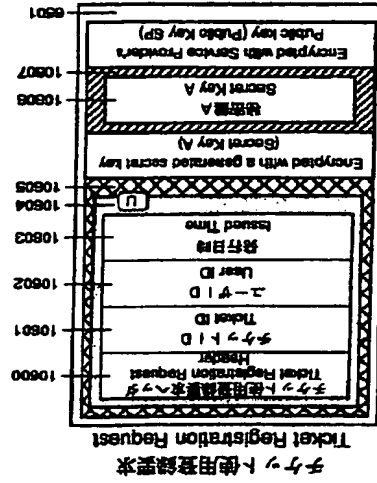 チケット使用登録要求
Ticket Registration Request
10600
チケット使用登録要求ヘッダ
Ticket Registration Request
Header
10601
チケットID
Ticket ID
10602
ユーザーID
User ID
10603
発行日時
Issued Time
10604
U
10605
Encrypted with a generated secret key
(Secret Key A)
10606
秘密鍵A
Secret Key A
10607
Encrypted with Service Provider's
Public key (Public Key SP)
6501